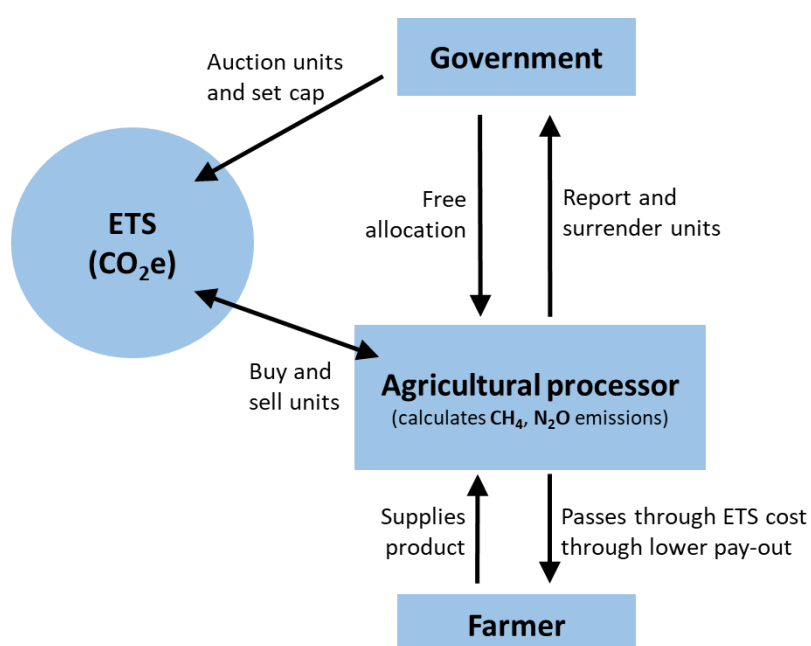 Government
Auction units
and set cap
ETS
(CO₂e)
Free
allocation
Report and
surrender units
Buy and
sell units
Agricultural processor
(calculates CH₄, N₂O emissions)
Supplies
product
Passes through ETS cost
through lower pay-out
Farmer